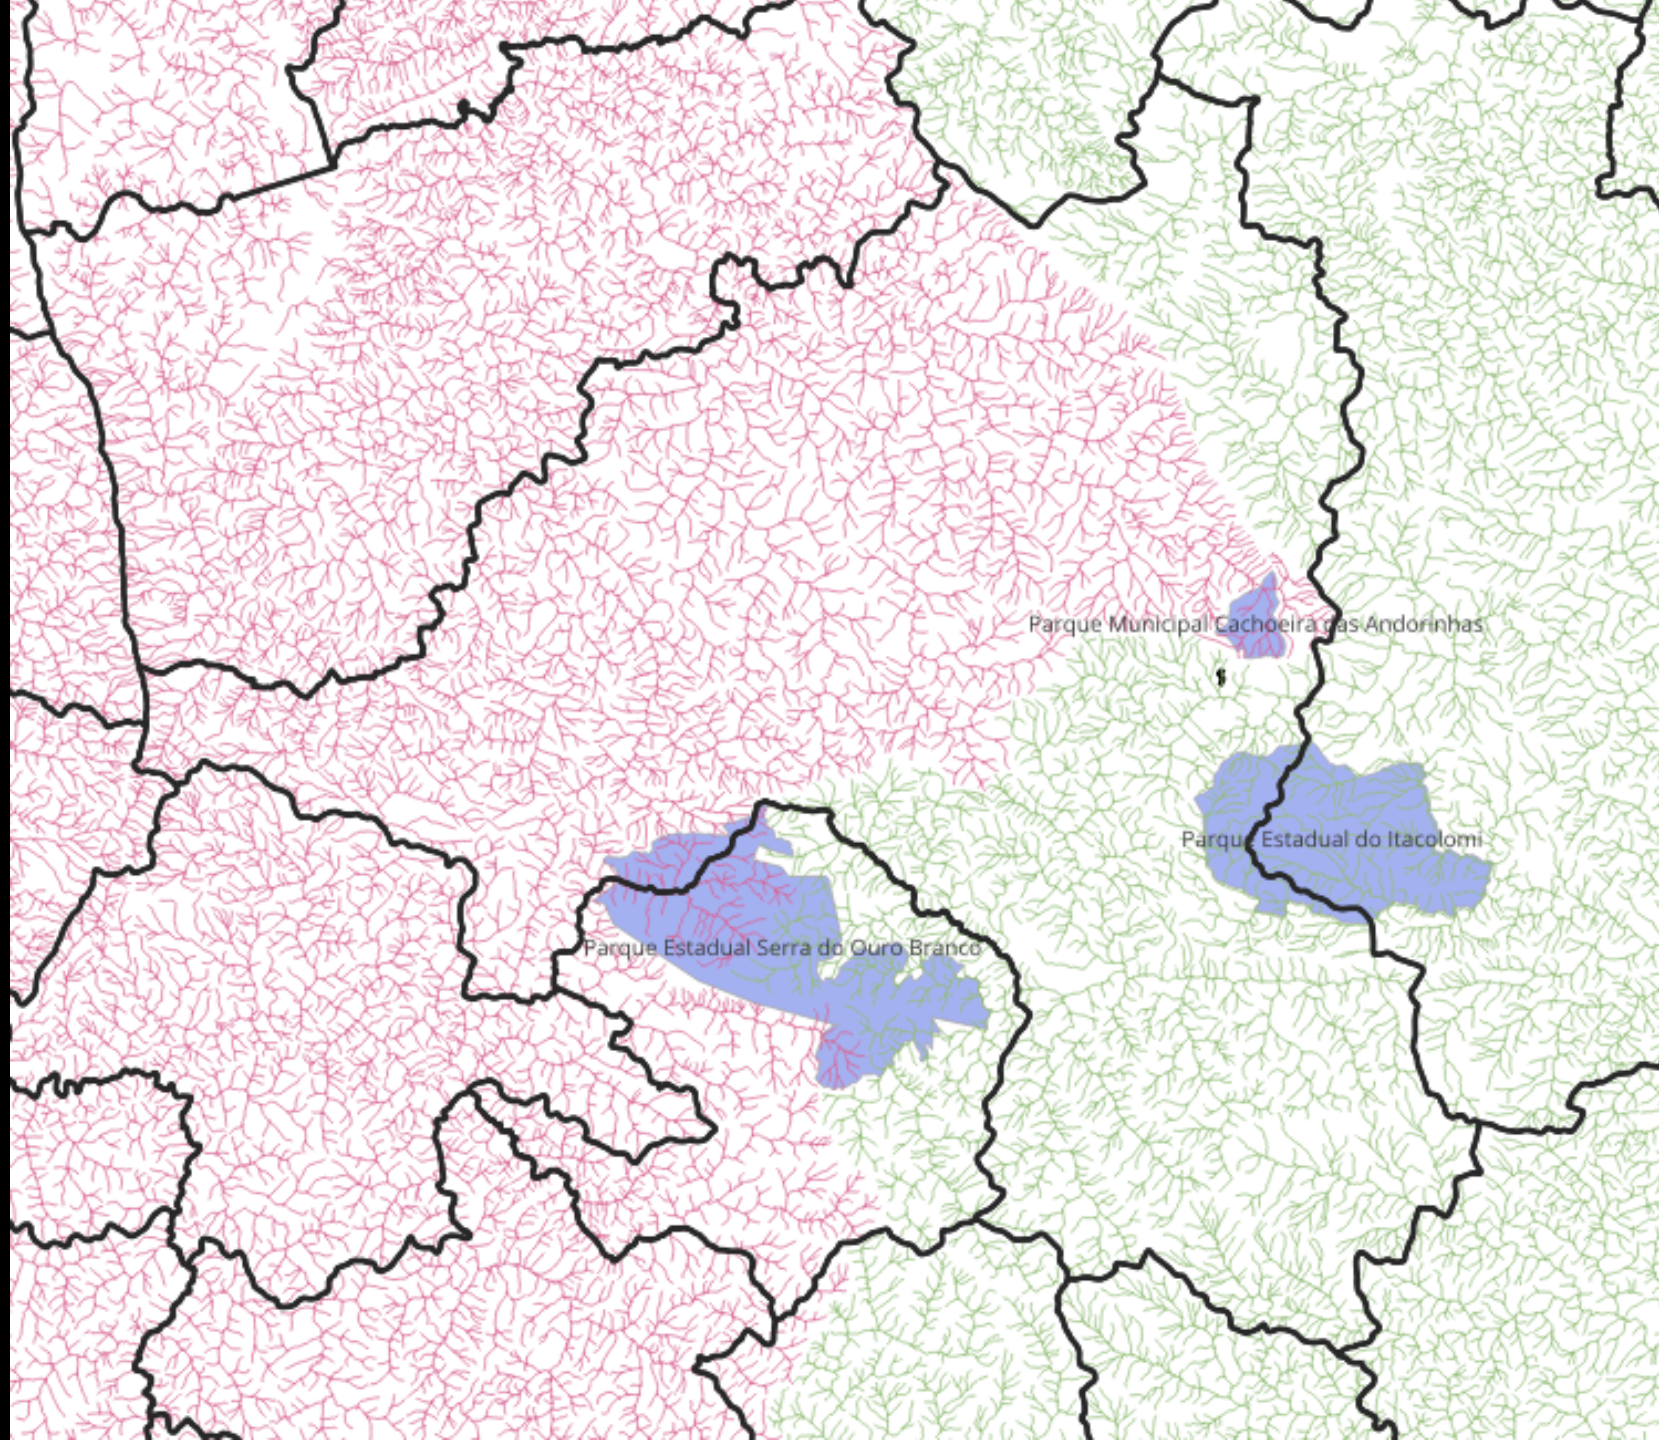 Parque Municipal Cachoeira das Andorinhas
Parque Estadual do Itacolomi
Parque Estadual Serra do Ouro Branco